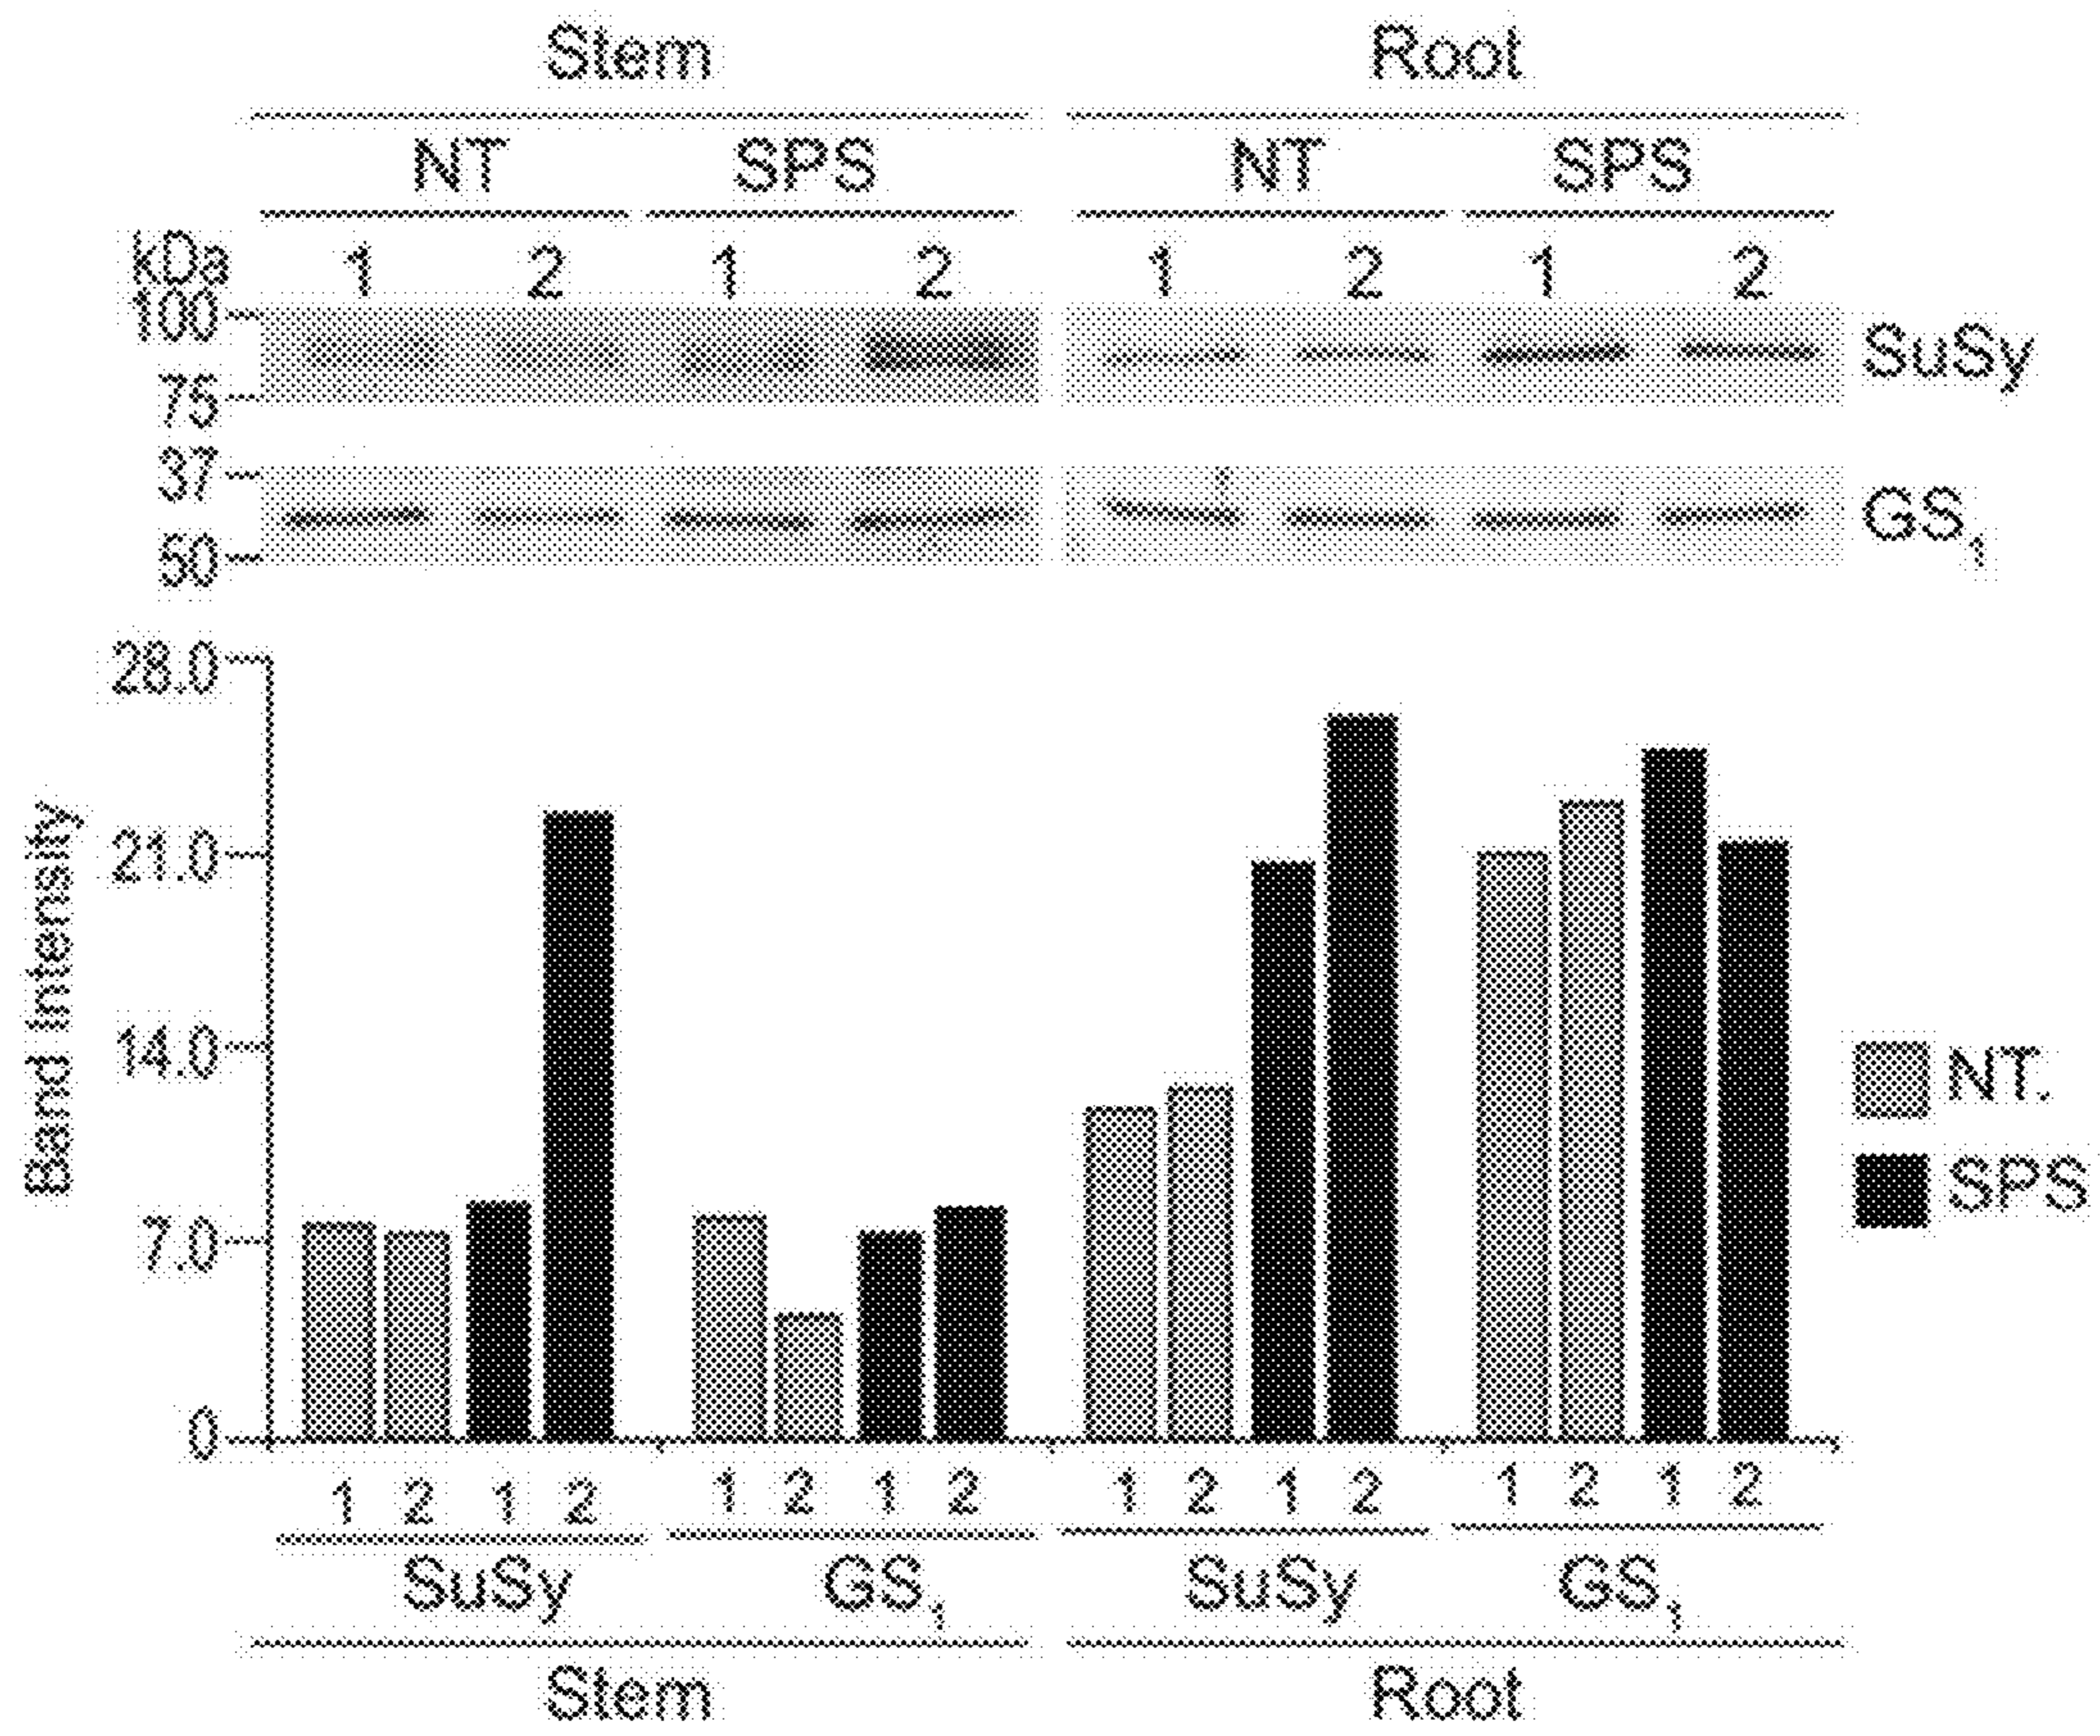 Stem Root
NT SPS NT SPS
kDa 1 2 1 2 1 2 1 2
100
SuSy
75
37
GS1
50
28.0
21.0
14.0
7.0
0
Band Intensity
NT.
SPS
1 2 1 2 1 2 1 2 1 2 1 2 1 2 1 2
SuSy GS1 SuSy GS1
Stem Root